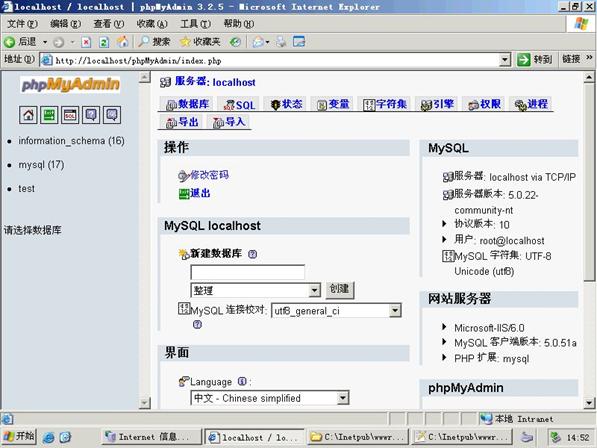 localhost / localhost | phpMyAdmin 3.2.5 - Microsoft Internet Explorer
文件(F) 编辑(E) 查看(V) 收藏(A) 工具(T) 帮助(H)
后退 搜索 收藏夹
地址(D) http://localhost/phpMyAdmin/index.php 转到 链接 »
phpMyAdmin
SQL
information_schema (16)
mysql (17)
test
请选择数据库
服务器: localhost
数据库 SQL 状态 变量 字符集 引擎 权限 进程
导出 导入
操作
修改密码
退出
MySQL localhost
新建数据库
整理 创建
MySQL 连接校对: utf8_general_ci
界面
Language :
中文 - Chinese simplified
MySQL
服务器: localhost via TCP/IP
服务器版本: 5.0.22-
community-nt
协议版本: 10
用户: root@localhost
MySQL 字符集: UTF-8
Unicode (utf8)
网站服务器
Microsoft-IIS/6.0
MySQL 客户端版本: 5.0.51a
PHP 扩展: mysql
phpMyAdmin
本地 Intranet
开始 Internet 信息... localhost / lo... C:\Inetpub\wwwr... C:\Inetpub\wwwr... 14:52